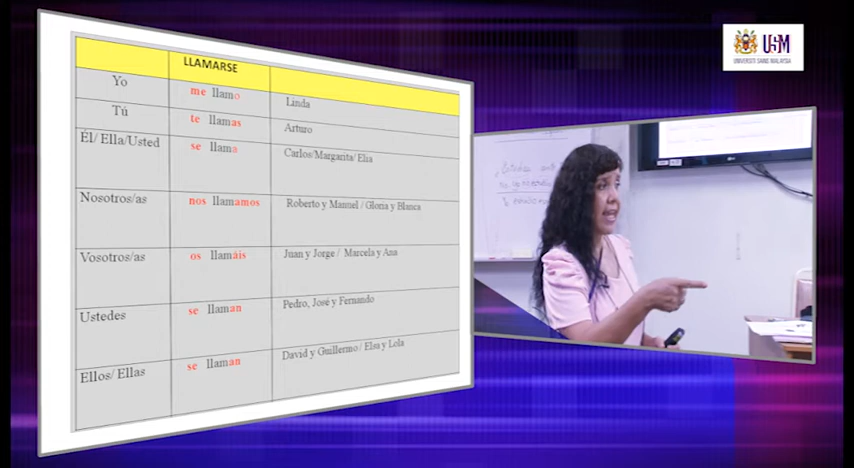 USM
UNIVERSITI SAINS MALAYSIA
LLAMARSE
Yo me llamo Linda
Tú te llamas Arturo
Él/ Ella/Usted se llama Carlos/Margarita/ Elia
Nosotros/as nos llamamos Roberto y Manuel / Gloria y Blanca
Vosotros/as os llamáis Juan y Jorge / Marcela y Ana
Ustedes se llaman Pedro, José y Fernando
Ellos/ Ellas se llaman David y Guillermo / Elsa y Lola